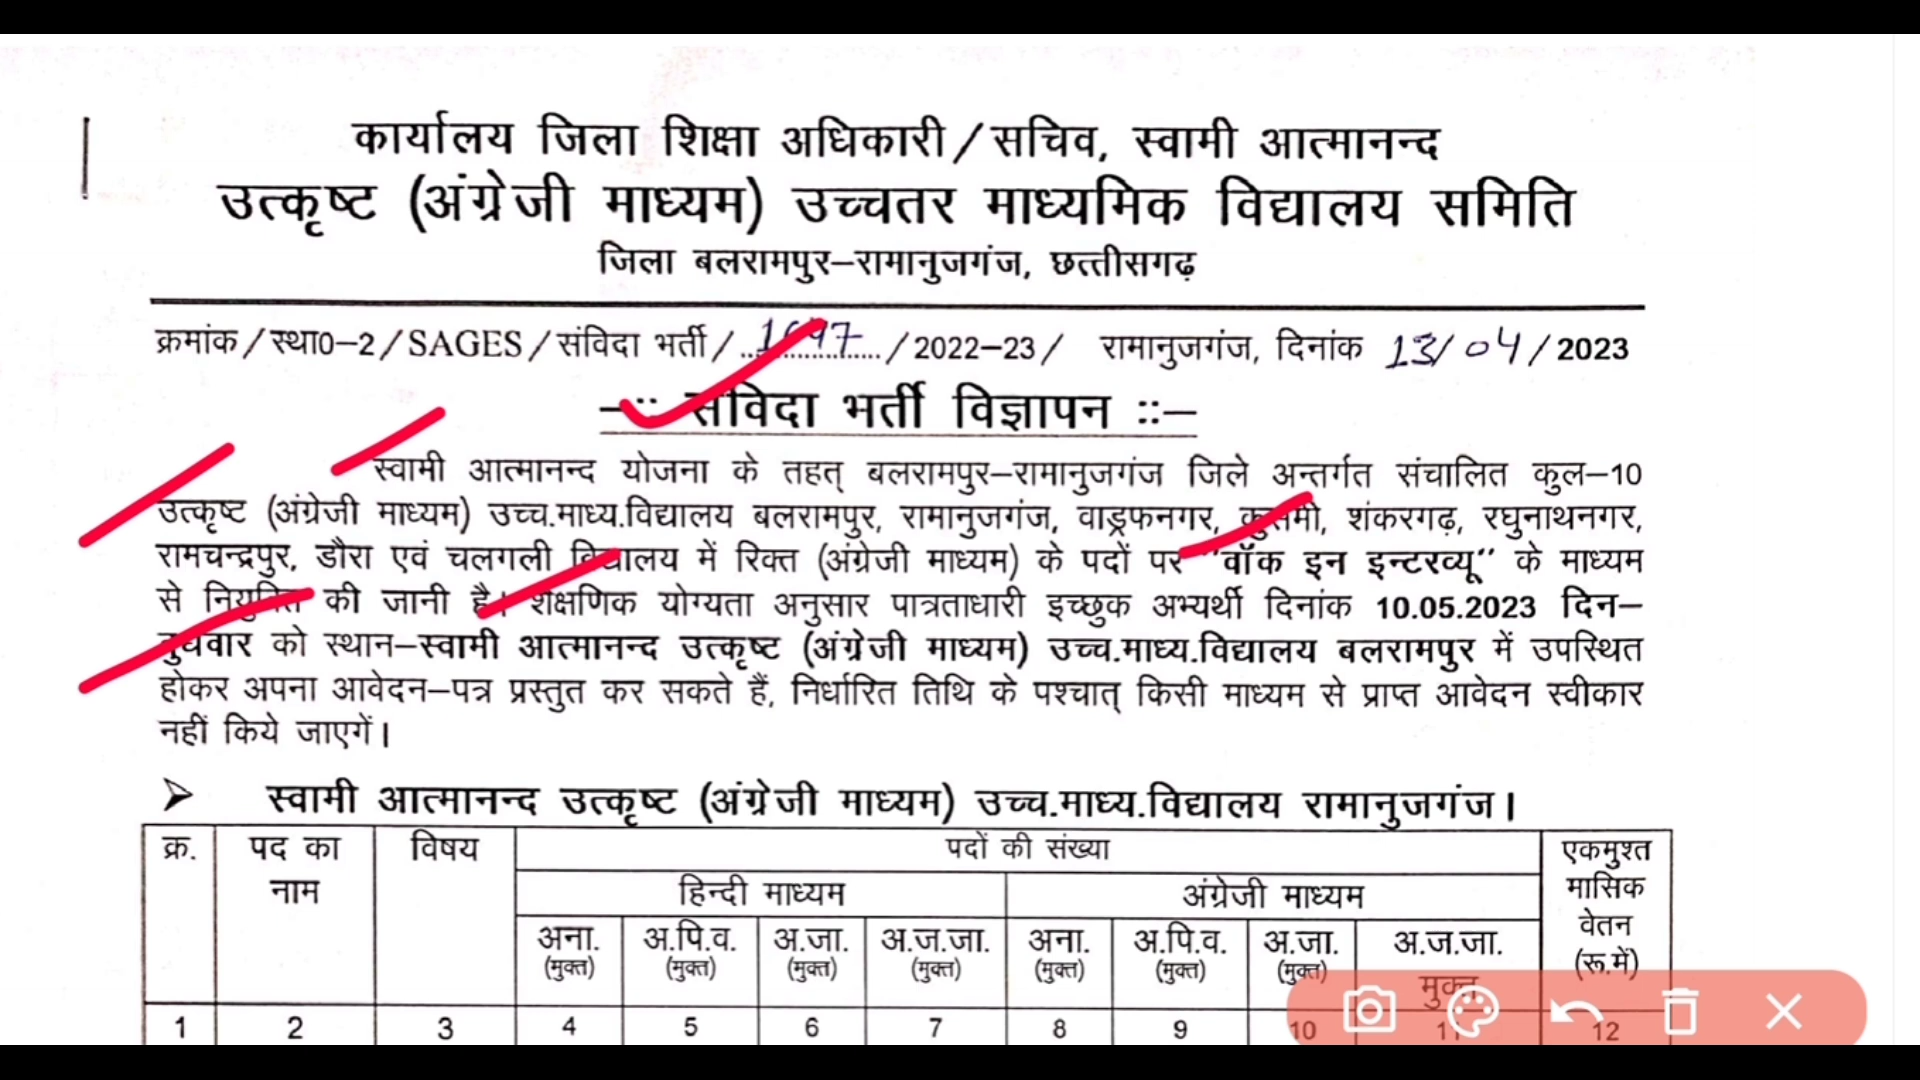 कार्यालय जिला शिक्षा अधिकारी/सचिव, स्वामी आत्मानन्द
उत्कृष्ट (अंग्रेजी माध्यम) उच्चतर माध्यमिक विद्यालय समिति
जिला बलरामपुर–रामानुजगंज, छत्तीसगढ़
क्रमांक/स्था0–2/SAGES/संविदा भर्ती/ /2022–23/ रामानुजगंज, दिनांक 13/04/2023
–:: संविदा भर्ती विज्ञापन ::–
स्वामी आत्मानन्द योजना के तहत् बलरामपुर–रामानुजगंज जिले अन्तर्गत संचालित कुल–10
उत्कृष्ट (अंग्रेजी माध्यम) उच्च.माध्य.विद्यालय बलरामपुर, रामानुजगंज, वाड्रफनगर, कुसमी, शंकरगढ़, रघुनाथनगर,
रामचन्द्रपुर, डौरा एवं चलगली विद्यालय में रिक्त (अंग्रेजी माध्यम) के पदों पर "वॉक इन इन्टरव्यू" के माध्यम
से नियुक्ति की जानी है। शैक्षणिक योग्यता अनुसार पात्रताधारी इच्छुक अभ्यर्थी दिनांक 10.05.2023 दिन–
बुधवार को स्थान–स्वामी आत्मानन्द उत्कृष्ट (अंग्रेजी माध्यम) उच्च.माध्य.विद्यालय बलरामपुर में उपस्थित
होकर अपना आवेदन–पत्र प्रस्तुत कर सकते हैं, निर्धारित तिथि के पश्चात् किसी माध्यम से प्राप्त आवेदन स्वीकार
नहीं किये जाएगें।
➤ स्वामी आत्मानन्द उत्कृष्ट (अंग्रेजी माध्यम) उच्च.माध्य.विद्यालय रामानुजगंज।
क्र. पद का विषय पदों की संख्या एकमुश्त
नाम हिन्दी माध्यम अंग्रेजी माध्यम मासिक
अना. अ.पि.व. अ.जा. अ.ज.जा. अना. अ.पि.व. अ.जा. अ.ज.जा. वेतन
(मुक्त) (मुक्त) (मुक्त) (मुक्त) (मुक्त) (मुक्त) (मुक्त) मुक्त (रू.में)
1 2 3 4 5 6 7 8 9 10 11 12